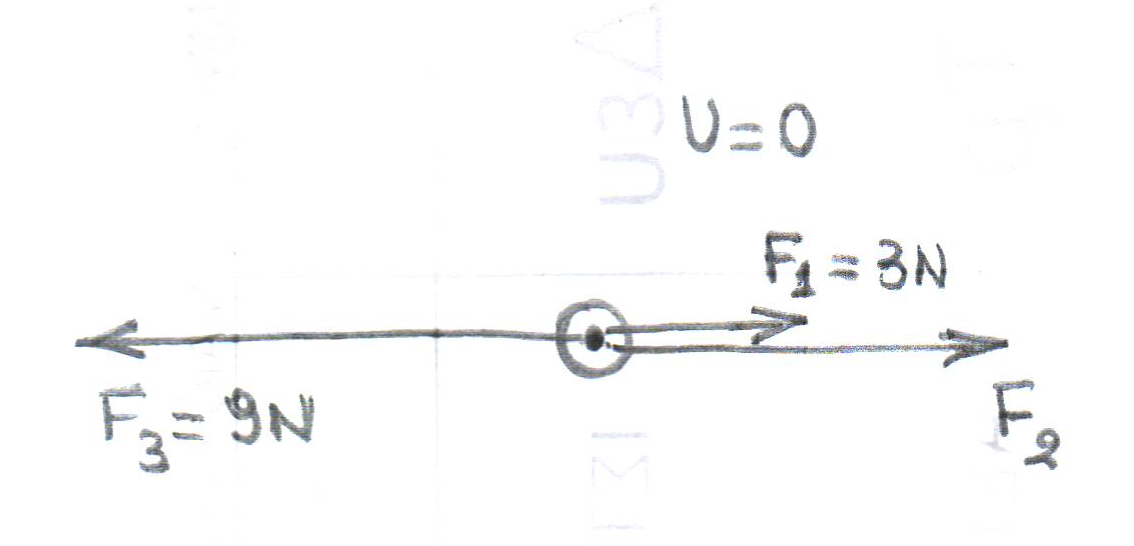 υ=0
F₁=3N
F₃=9N
F₂